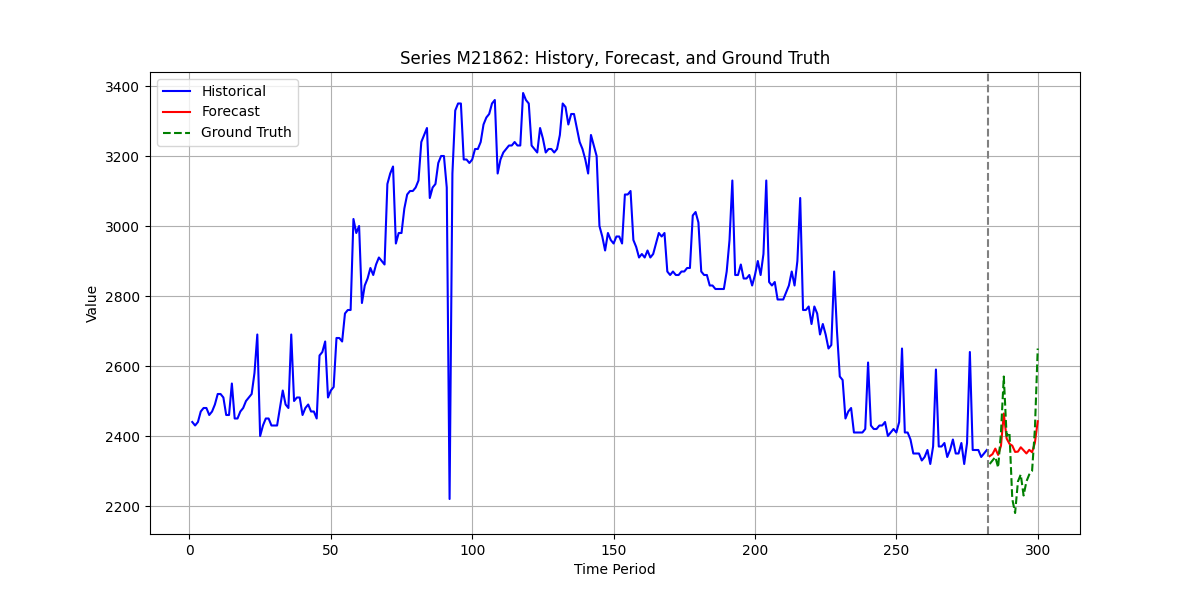 Series M21862: History, Forecast, and Ground Truth
Historical
Forecast
Ground Truth
3400
3200
3000
2800
2600
2400
2200
Value
0 50 100 150 200 250 300
Time Period